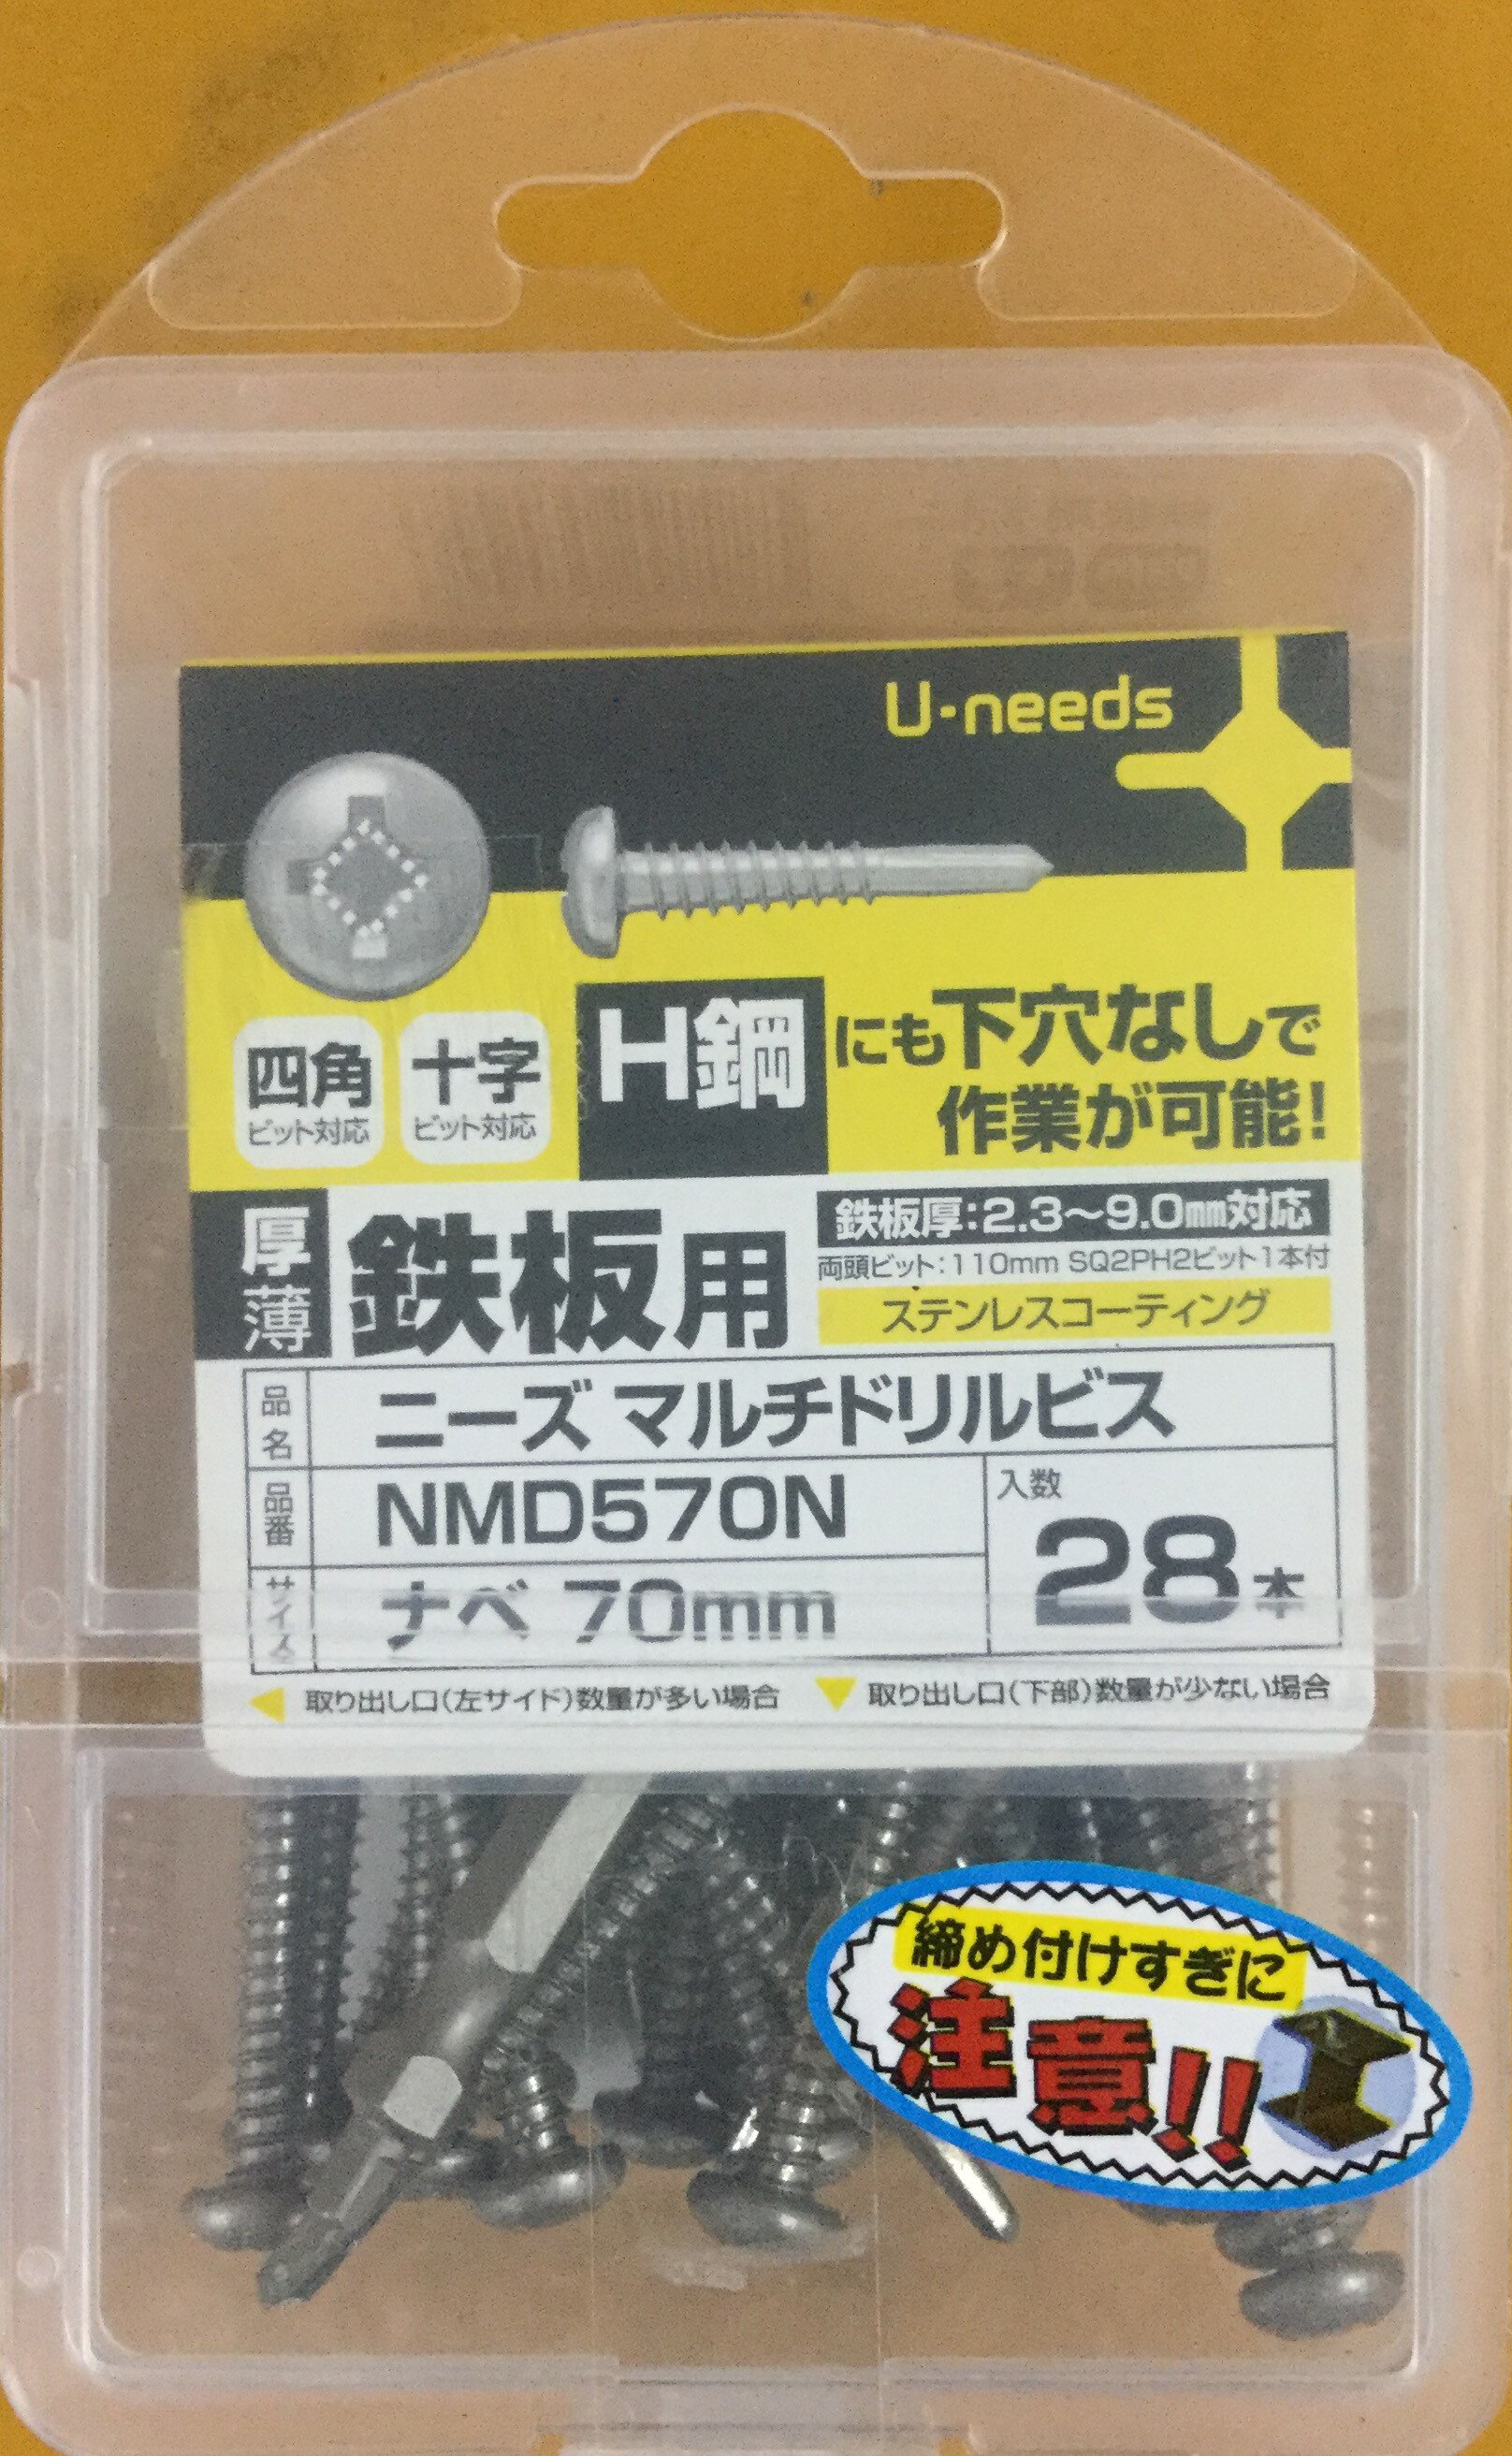 U-needs
四角
ビット対応
十字
ビット対応
H鋼にも下穴なしで
作業が可能!
厚
薄
鉄板用
鉄板厚:2.3〜9.0㎜対応
両頭ビット:110mm SQ2PH2ビット1本付
ステンレスコーティング
品名 ニーズ マルチドリルビス
品番 NMD570N
入数
28本
サイズ ナベ 70mm
取り出し口(左サイド)数量が多い場合
取り出し口(下部)数量が少ない場合
締め付けすぎに
注意!!